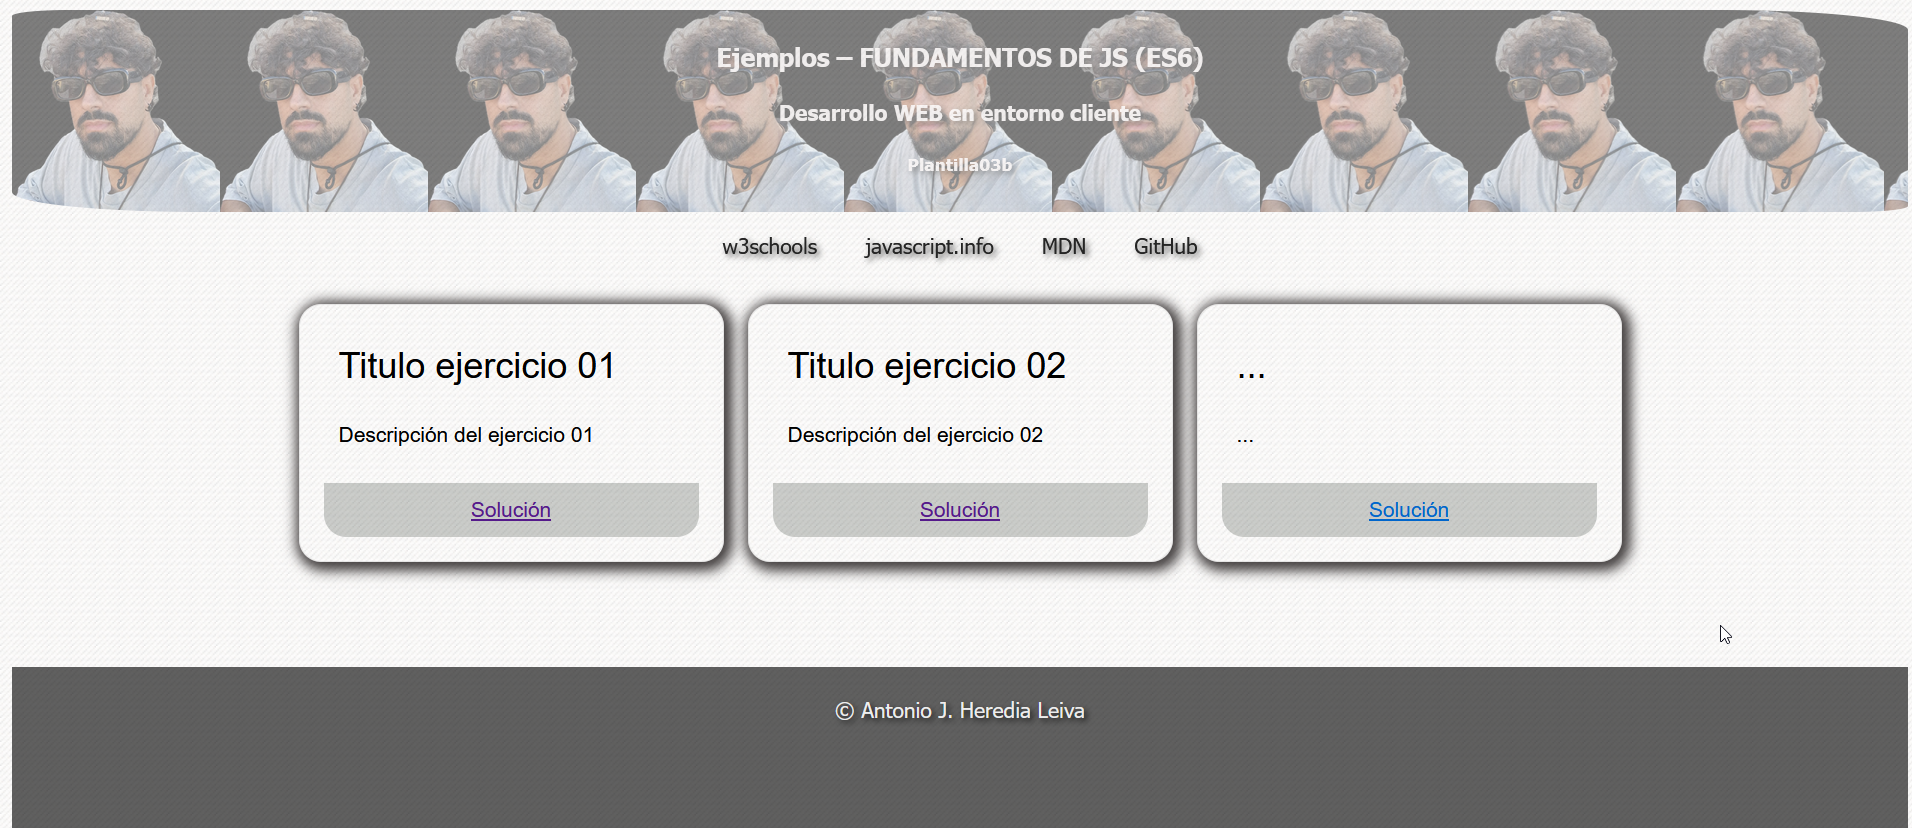 Ejemplos – FUNDAMENTOS DE JS (ES6)
Desarrollo WEB en entorno cliente
Plantilla03b
w3schools javascript.info MDN GitHub
Titulo ejercicio 01
Descripción del ejercicio 01
Solución
Titulo ejercicio 02
Descripción del ejercicio 02
Solución
...
...
Solución
© Antonio J. Heredia Leiva